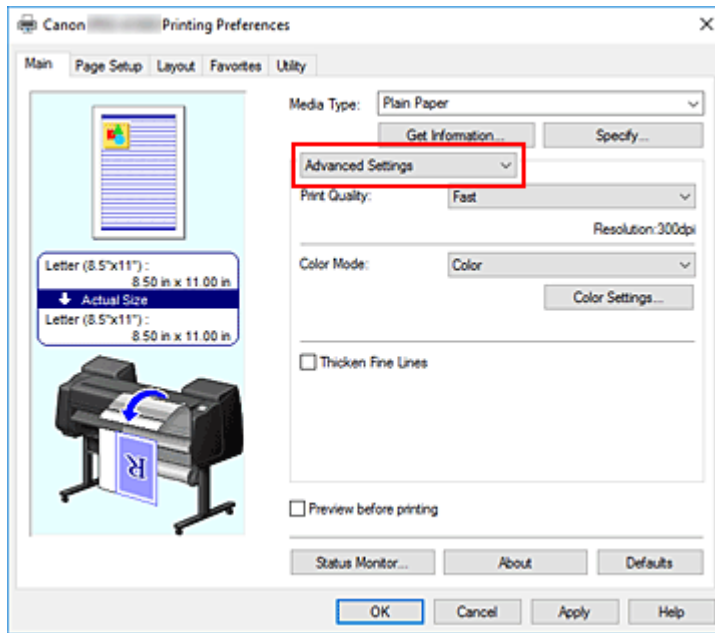 Canon Printing Preferences
Main Page Setup Layout Favorites Utility
Media Type: Plain Paper
Get Information... Specify...
Advanced Settings
Print Quality: Fast
Resolution:300dpi
Color Mode: Color
Color Settings...
Thicken Fine Lines
Letter (8.5"x11") :
8.50 in x 11.00 in
Actual Size
Letter (8.5"x11") :
8.50 in x 11.00 in
R
Preview before printing
Status Monitor... About Defaults
OK Cancel Apply Help